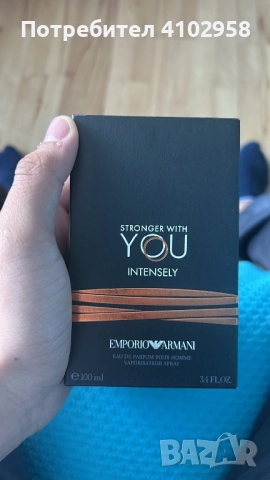 Потребител 4102958
STRONGER WITH
YOU
INTENSELY
EMPORIO ARMANI
EAU DE PARFUM POUR HOMME
VAPORISATEUR SPRAY
e 100 ml 3.4 FL.OZ.
BAZAR